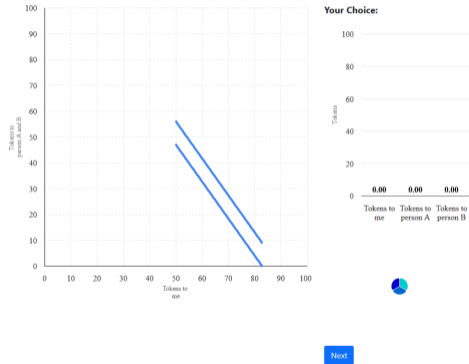 100
90
80
70
60
50
40
30
20
10
0
Tokens to
person A and B
0 10 20 30 40 50 60 70 80 90 100
Tokens to
me
Your Choice:
100
80
60
40
20
0
Tokens
0.00 0.00 0.00
Tokens to Tokens to Tokens to
me person A person B
Next